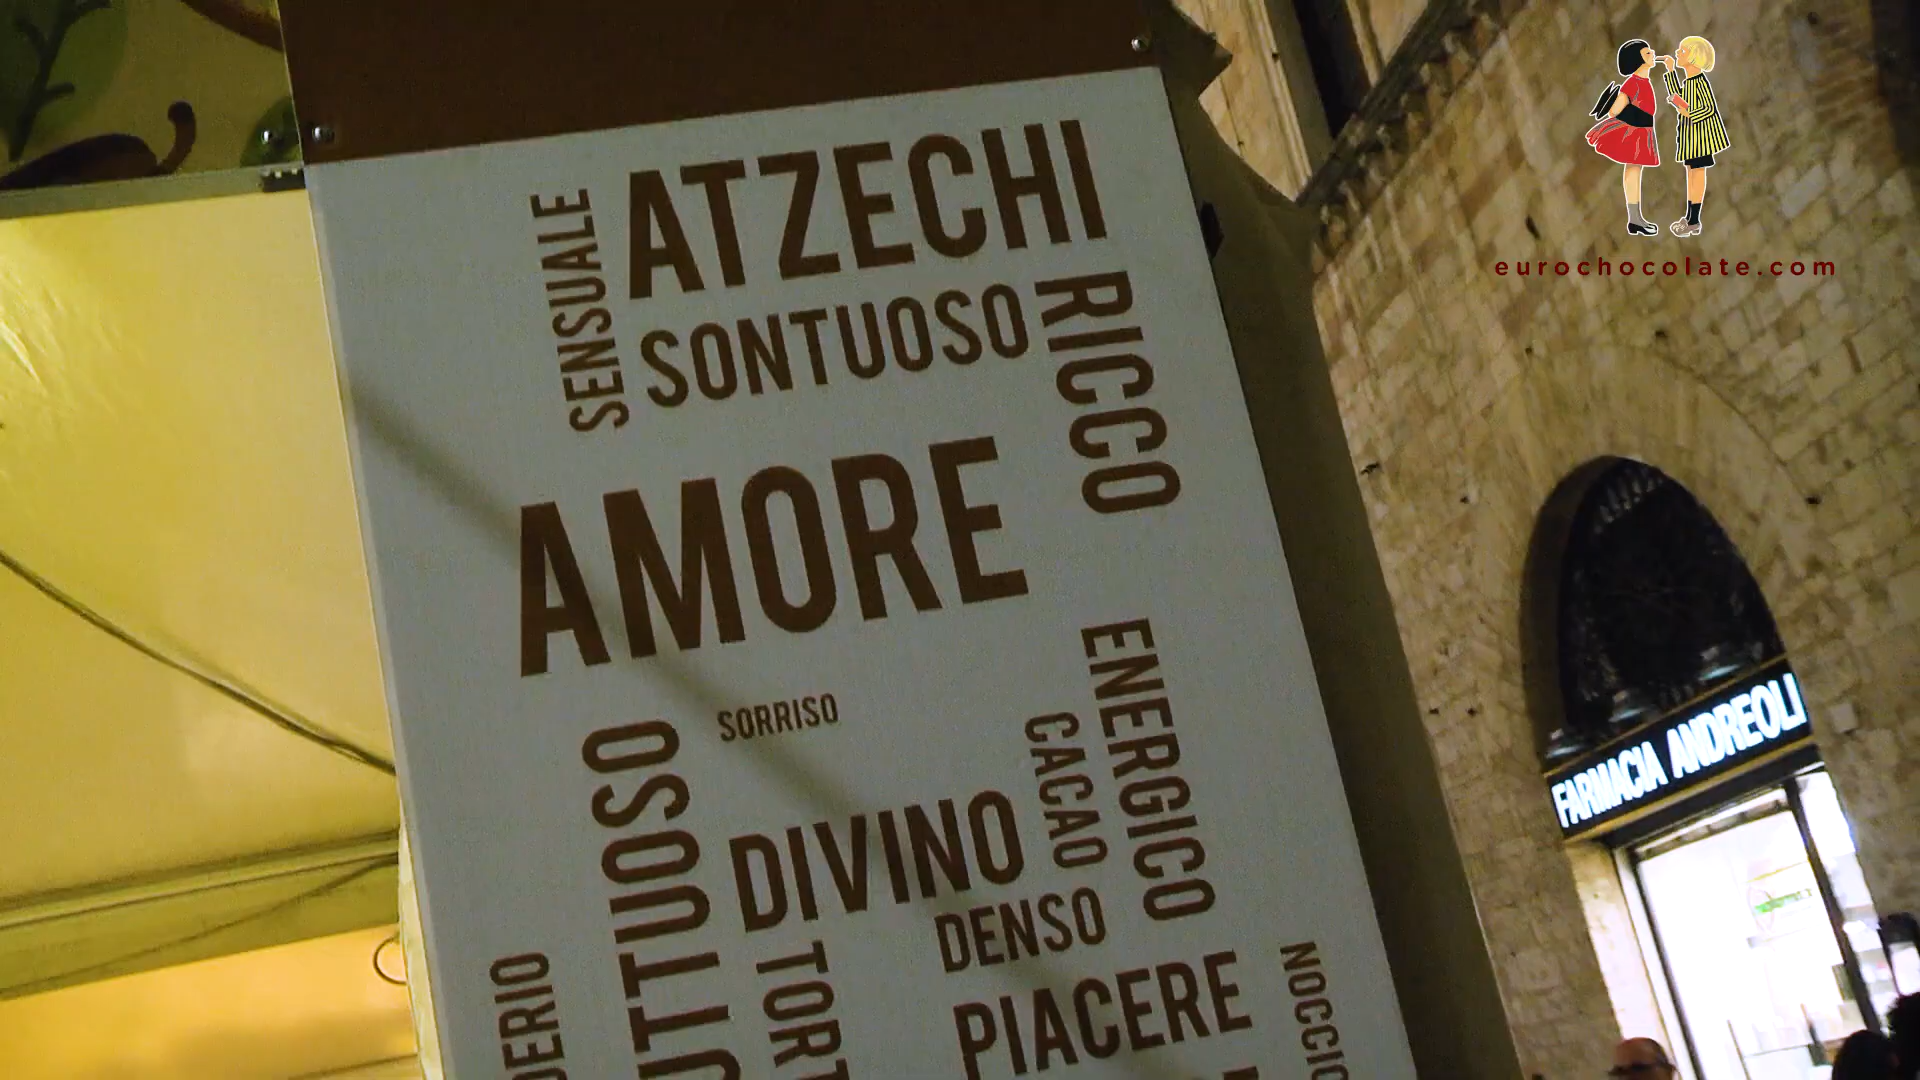 eurochocolate.com
ATZECHI
SENSUALE
SONTUOSO
RICCO
AMORE
SORRISO
ENERGICO
CACAO
DIVINO
DENSO
PIACERE
FARMACIA ANDREOLI